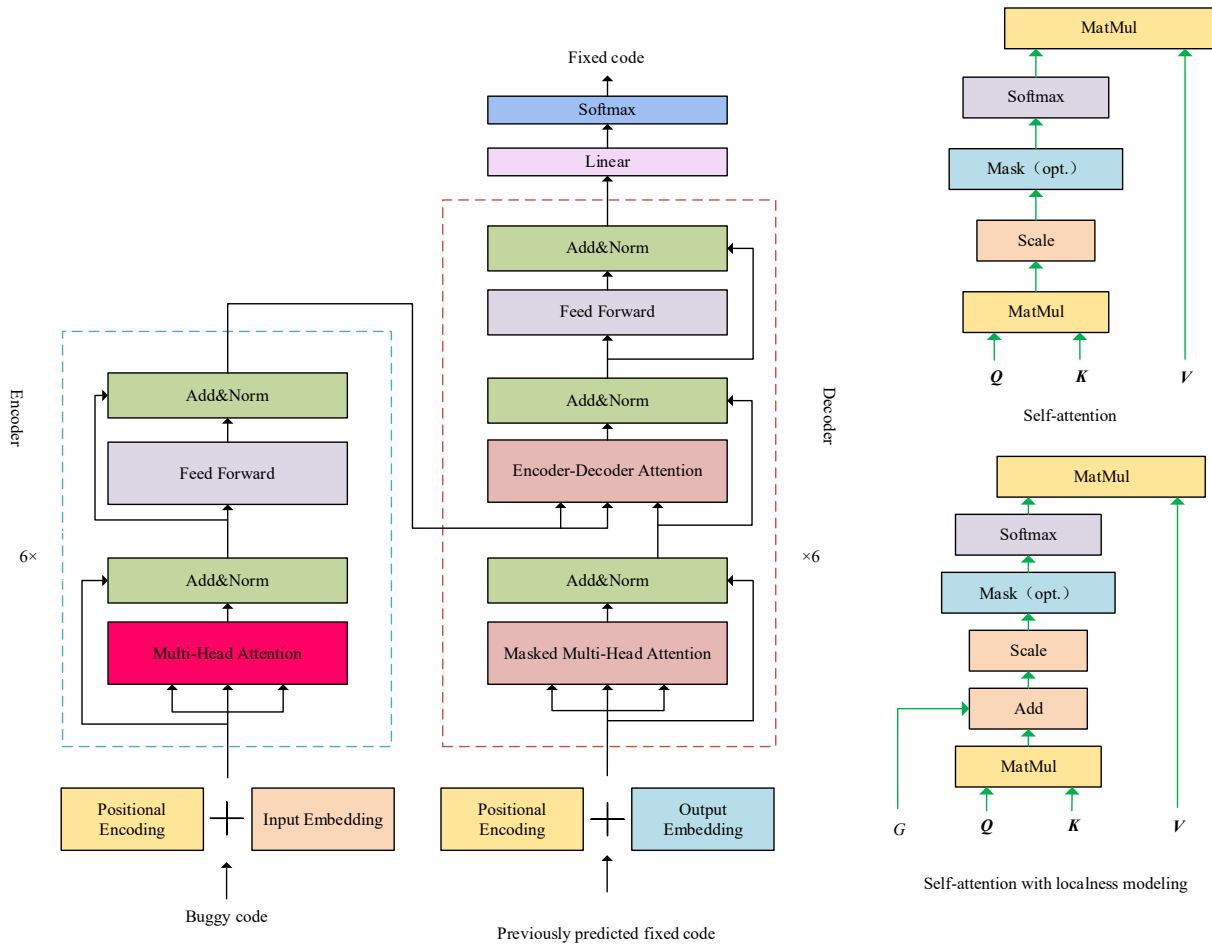 Fixed code
Softmax
Linear
Add&Norm
Feed Forward
Add&Norm
Encoder-Decoder Attention
Add&Norm
Masked Multi-Head Attention
Decoder
×6
Positional
Encoding
Output
Embedding
Previously predicted fixed code
Encoder
6×
Add&Norm
Feed Forward
Add&Norm
Multi-Head Attention
Positional
Encoding
Input Embedding
Buggy code
MatMul
Softmax
Mask（opt.）
Scale
MatMul
Q K V
Self-attention
MatMul
Softmax
Mask（opt.）
Scale
Add
MatMul
G Q K V
Self-attention with localness modeling